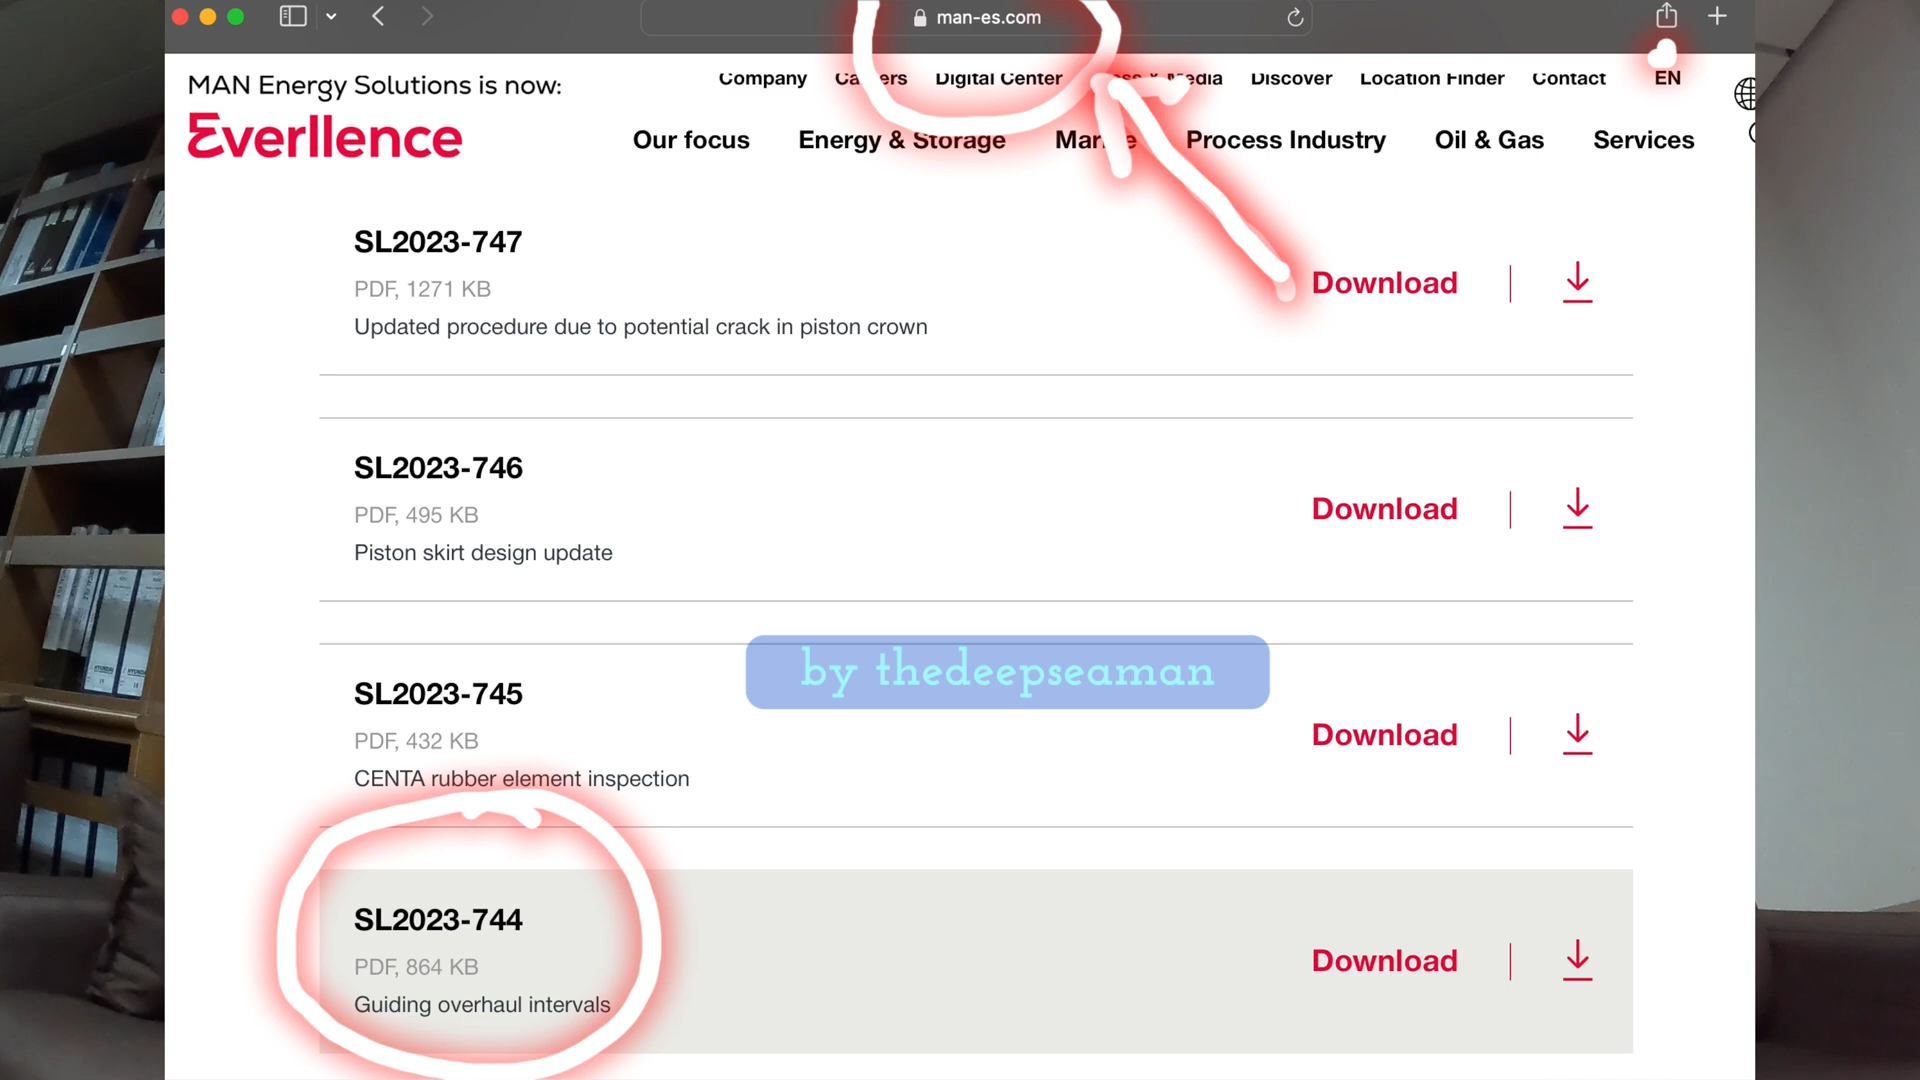 man-es.com
MAN Energy Solutions is now:
Everllence
Company Careers Digital Center Media Discover Location Finder Contact EN
Our focus Energy & Storage Marine Process Industry Oil & Gas Services
SL2023-747
PDF, 1271 KB
Updated procedure due to potential crack in piston crown
Download
SL2023-746
PDF, 495 KB
Piston skirt design update
Download
by thedeepseaman
SL2023-745
PDF, 432 KB
CENTA rubber element inspection
Download
SL2023-744
PDF, 864 KB
Guiding overhaul intervals
Download